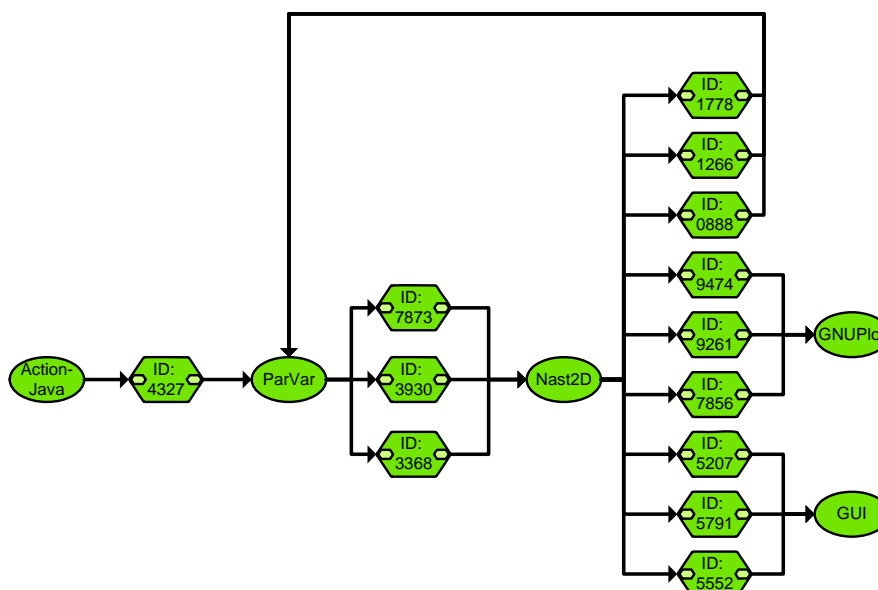 ID:
1778
ID:
1266
ID:
0888
ID:
9474
ID:
9261
ID:
7856
ID:
5207
ID:
5791
ID:
5552
ID:
7873
ID:
3930
ID:
3368
Action-
Java
ID:
4327
ParVar
Nast2D
GNUPlo
GUI